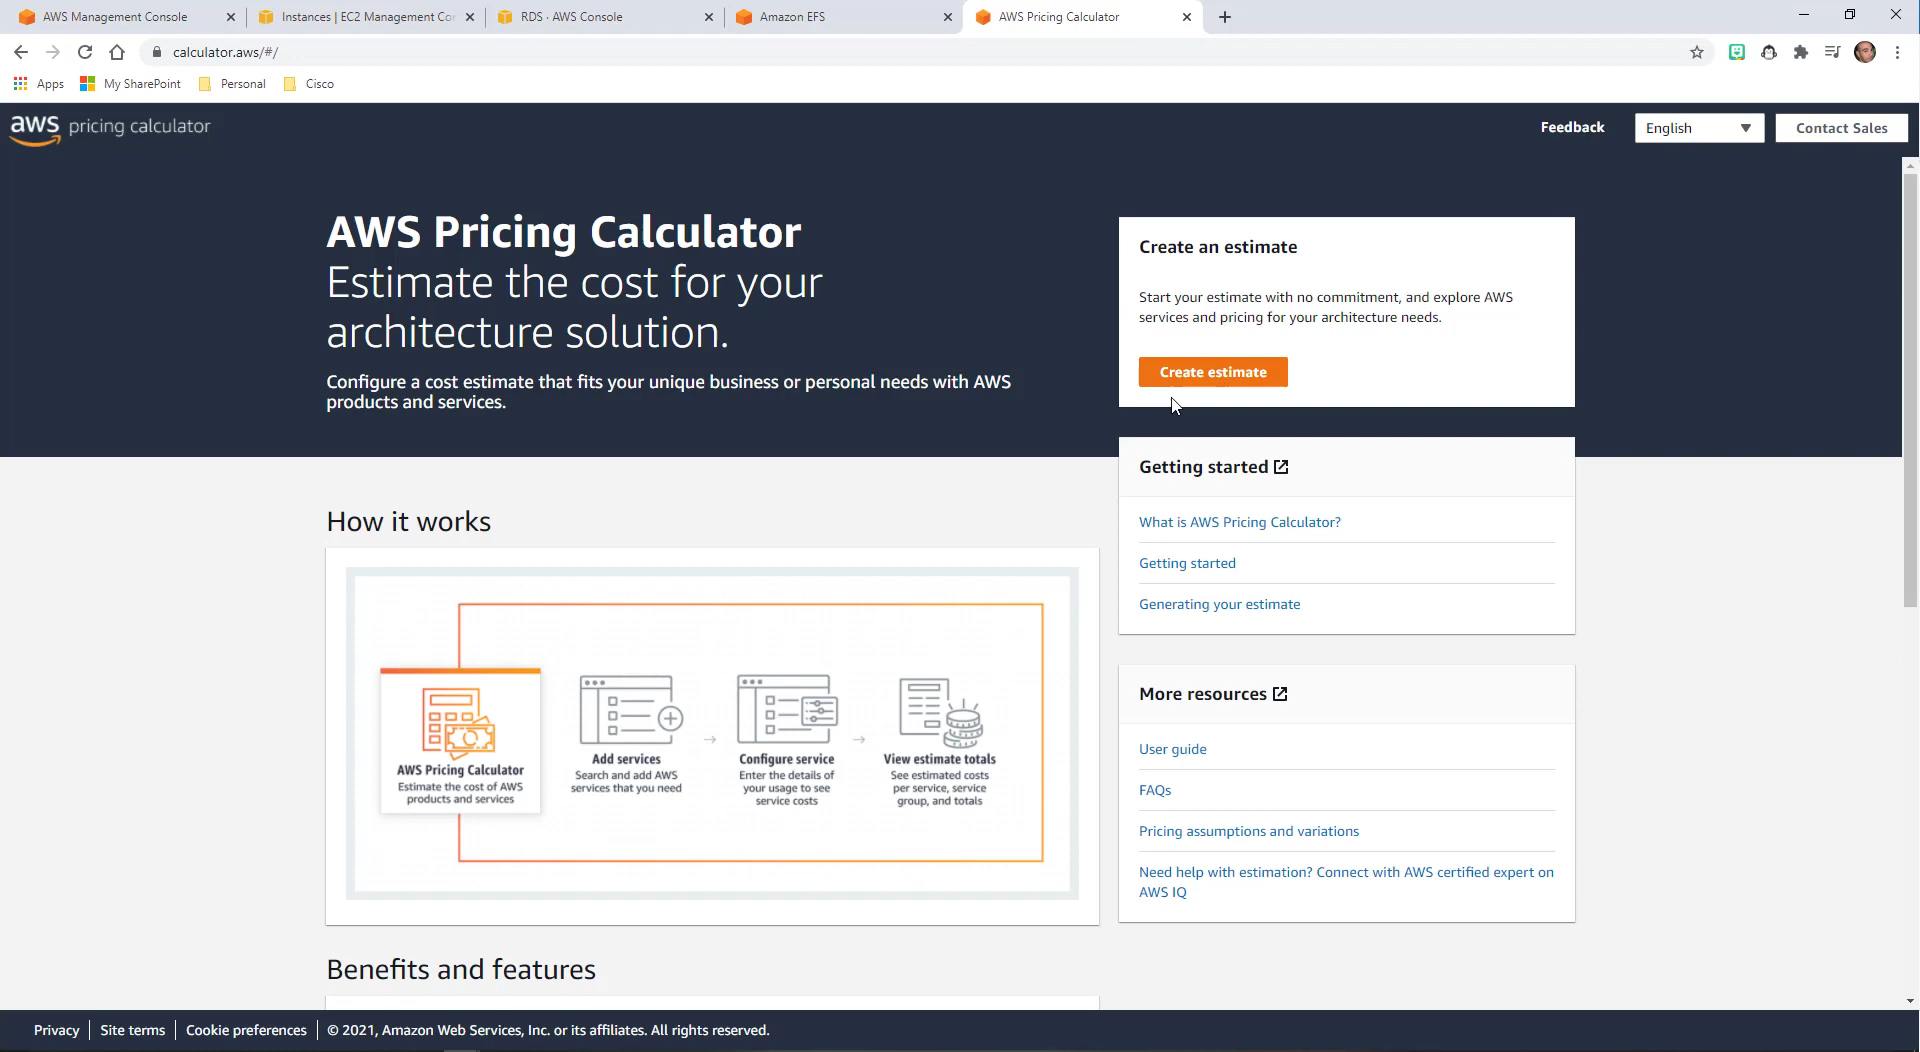 AWS Management Console
Instances | EC2 Management Cor
RDS · AWS Console
Amazon EFS
AWS Pricing Calculator
calculator.aws/#/
Apps
My SharePoint
Personal
Cisco
aws pricing calculator
Feedback
English
Contact Sales
AWS Pricing Calculator
Estimate the cost for your
architecture solution.
Configure a cost estimate that fits your unique business or personal needs with AWS
products and services.
Create an estimate
Start your estimate with no commitment, and explore AWS
services and pricing for your architecture needs.
Create estimate
Getting started
What is AWS Pricing Calculator?
Getting started
Generating your estimate
How it works
AWS Pricing Calculator
Estimate the cost of AWS
products and services
Add services
Search and add AWS
services that you need
Configure service
Enter the details of
your usage to see
service costs
View estimate totals
See estimated costs
per service, service
group, and totals
More resources
User guide
FAQs
Pricing assumptions and variations
Need help with estimation? Connect with AWS certified expert on
AWS IQ
Benefits and features
Privacy
Site terms
Cookie preferences
© 2021, Amazon Web Services, Inc. or its affiliates. All rights reserved.